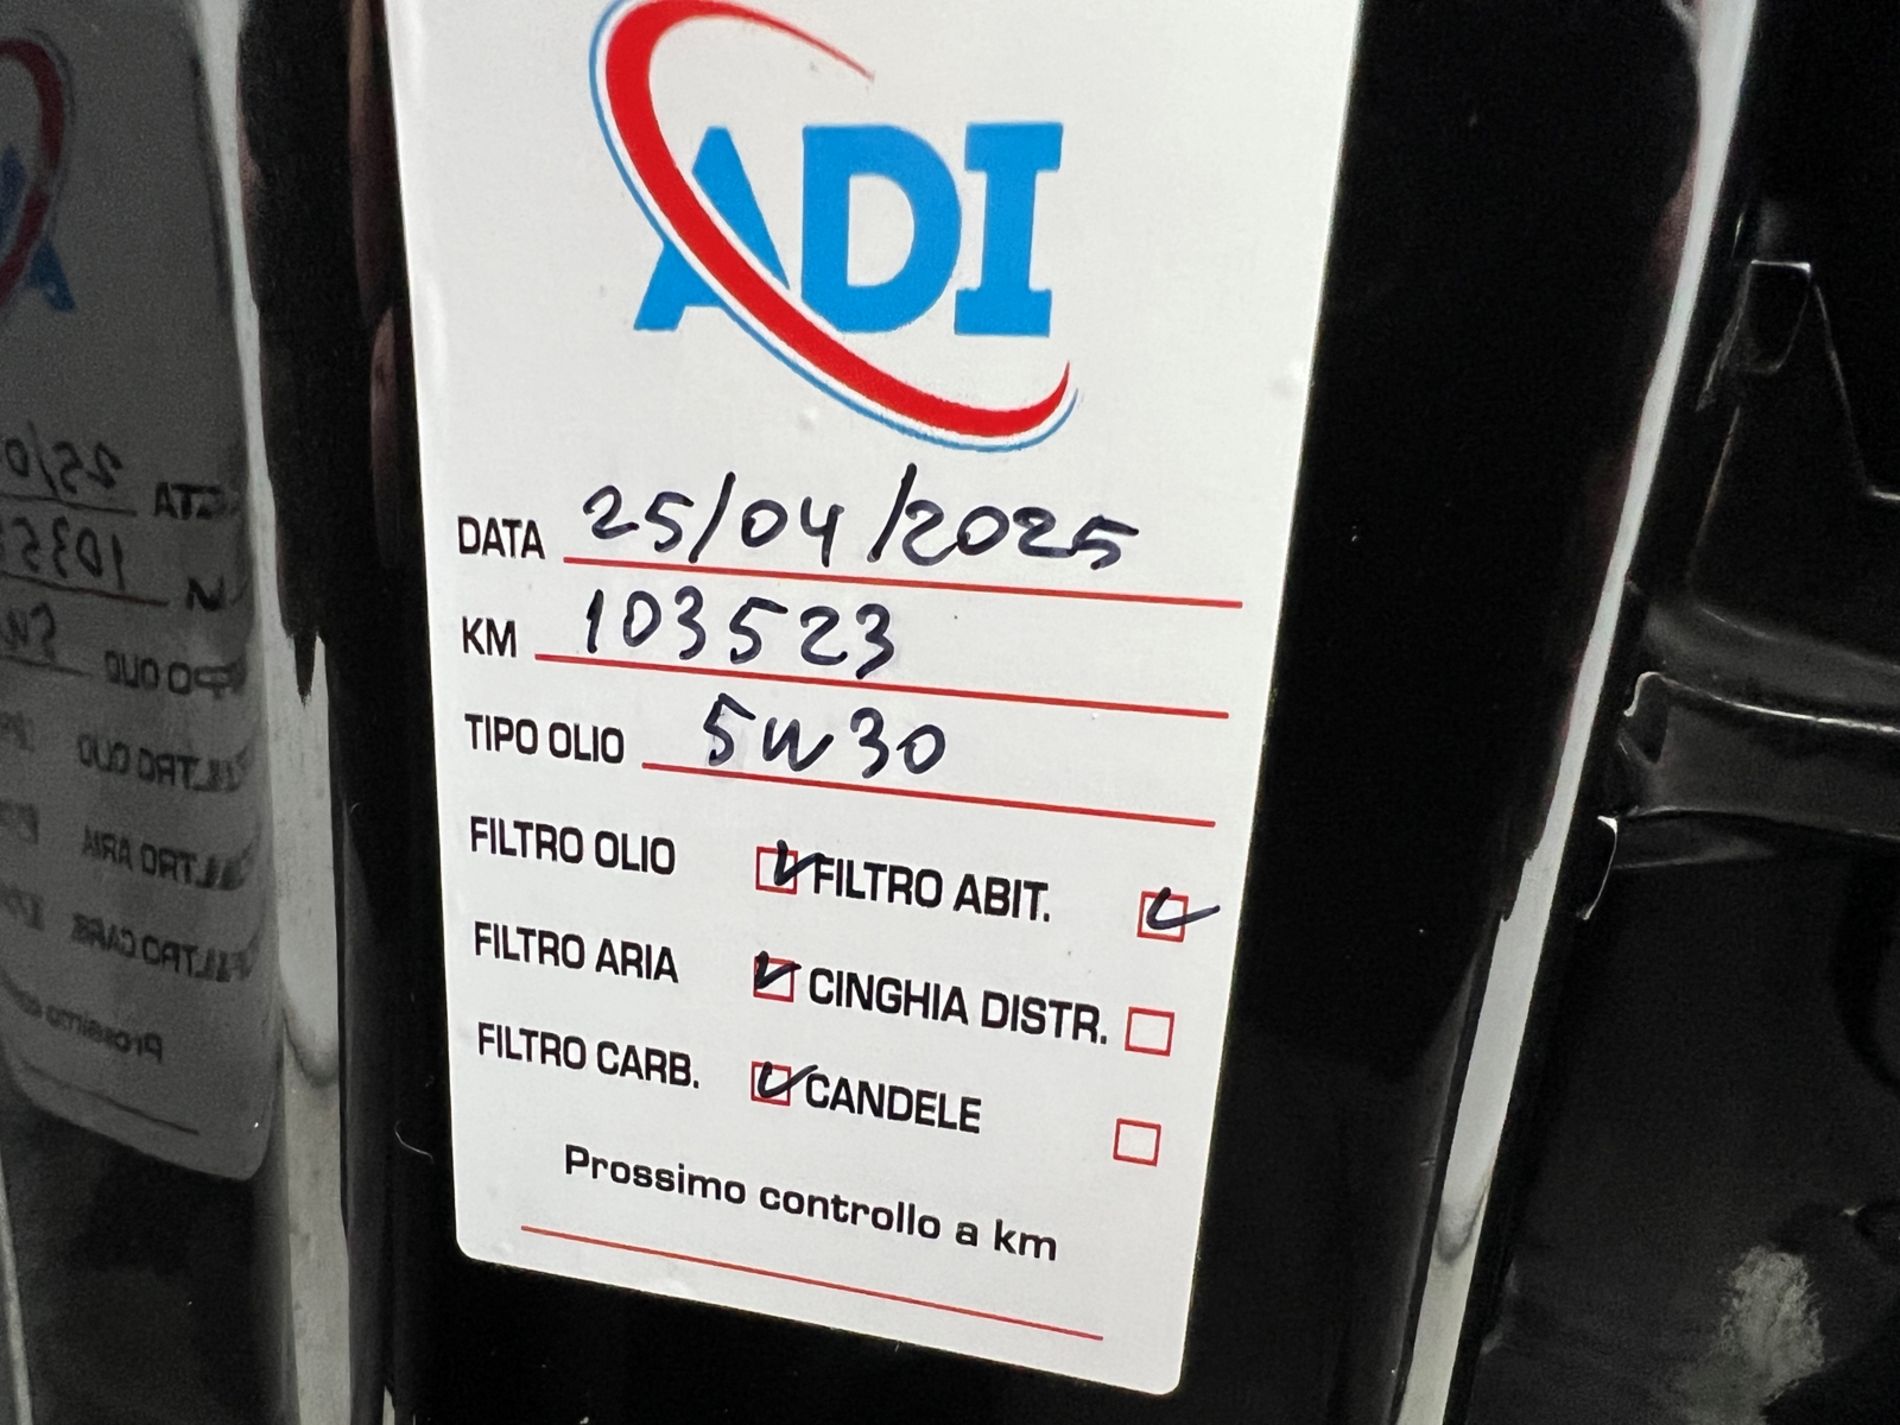 ADI
DATA 25/04/2025
KM 103523
TIPO OLIO 5W30
FILTRO OLIO FILTRO ABIT.
FILTRO ARIA CINGHIA DISTR.
FILTRO CARB. CANDELE
Prossimo controllo a km